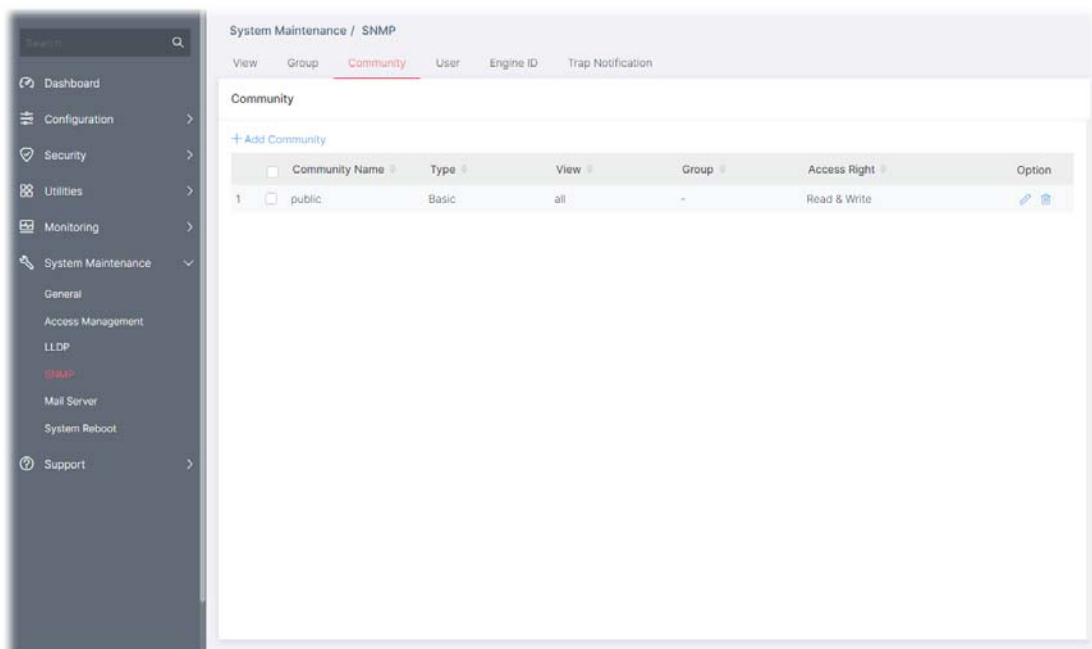 Search
Dashboard
Configuration
Security
Utilities
Monitoring
System Maintenance
General
Access Management
LLDP
SNMP
Mail Server
System Reboot
Support
System Maintenance / SNMP
View Group Community User Engine ID Trap Notification
Community
+ Add Community
Community Name Type View Group Access Right Option
1 public Basic all - Read & Write